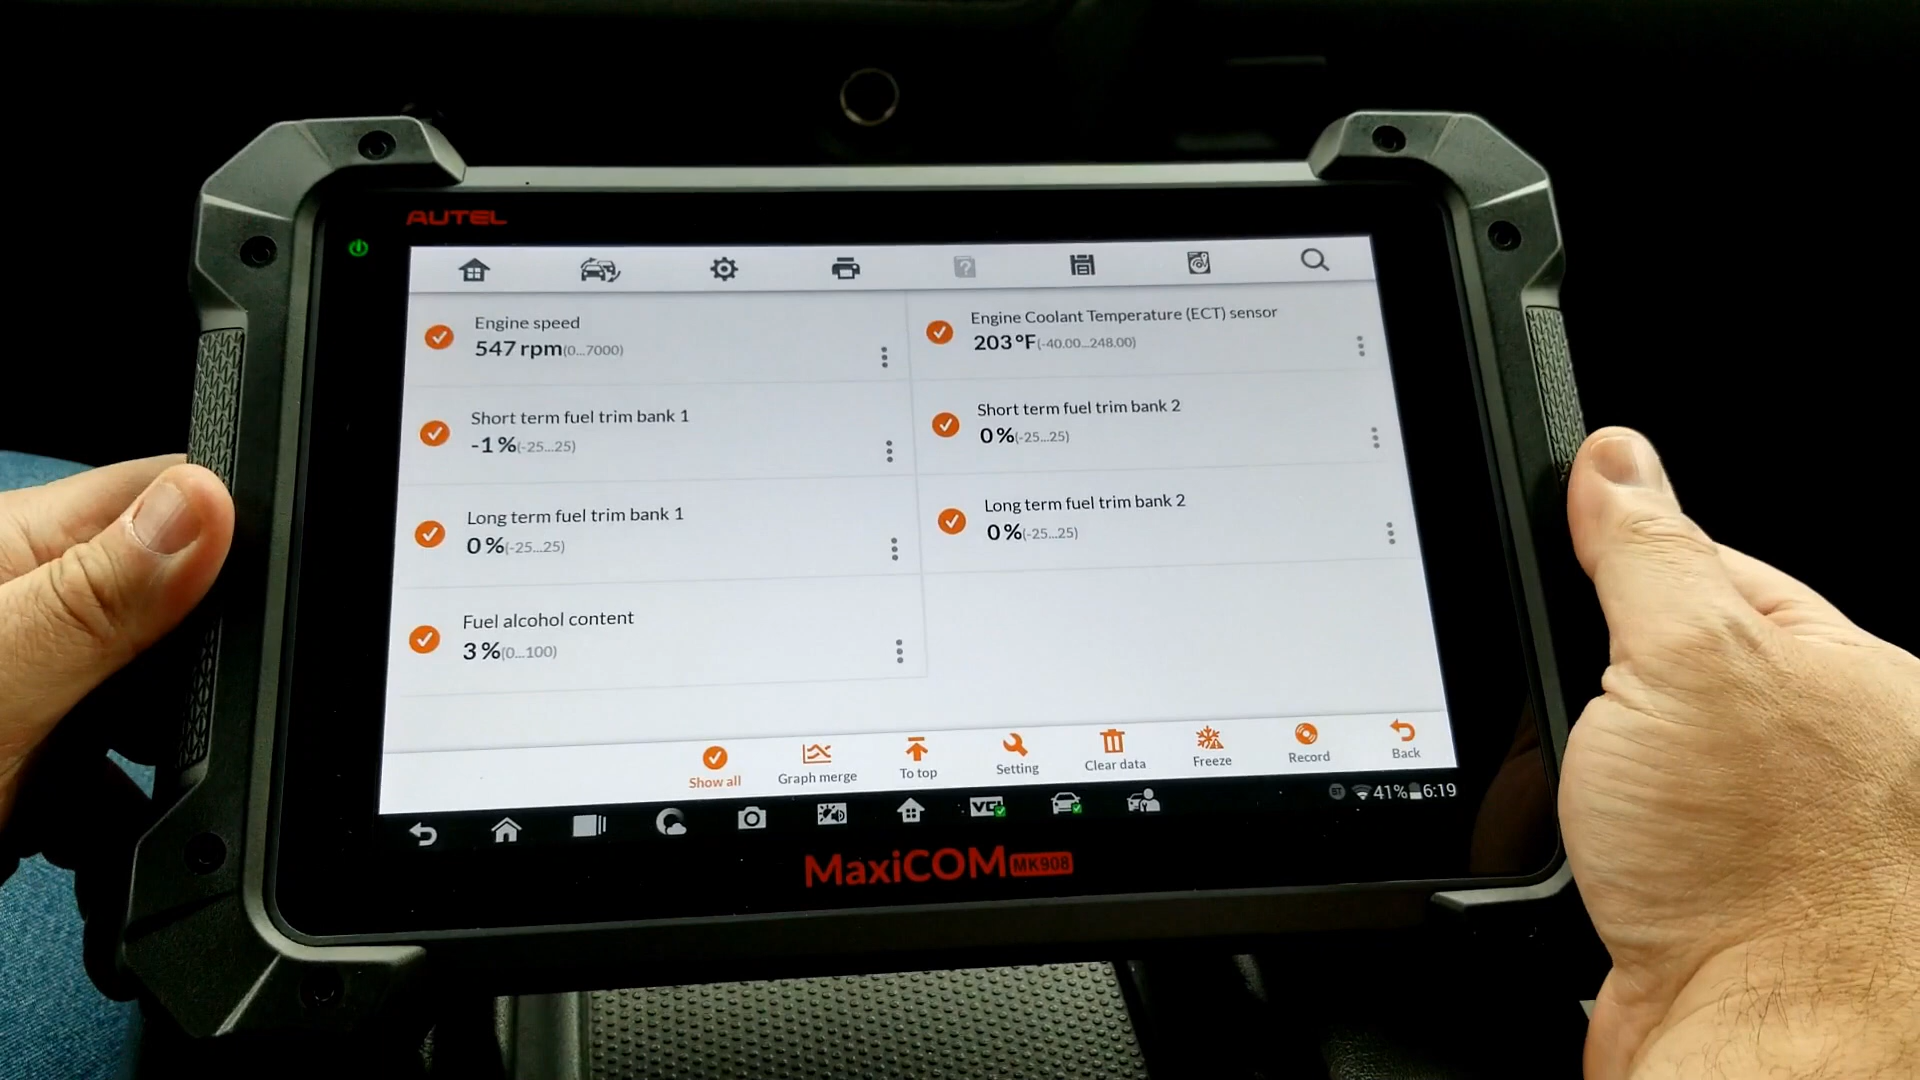 AUTEL
Engine speed
547 rpm(0...7000)
Engine Coolant Temperature (ECT) sensor
203 °F(-40.00...248.00)
Short term fuel trim bank 1
-1 %(-25...25)
Short term fuel trim bank 2
0 %(-25...25)
Long term fuel trim bank 1
0 %(-25...25)
Long term fuel trim bank 2
0 %(-25...25)
Fuel alcohol content
3 %(0...100)
Show all
Graph merge
To top
Setting
Clear data
Freeze
Record
Back
VCI
BT
41%
6:19
MaxiCOM MK908